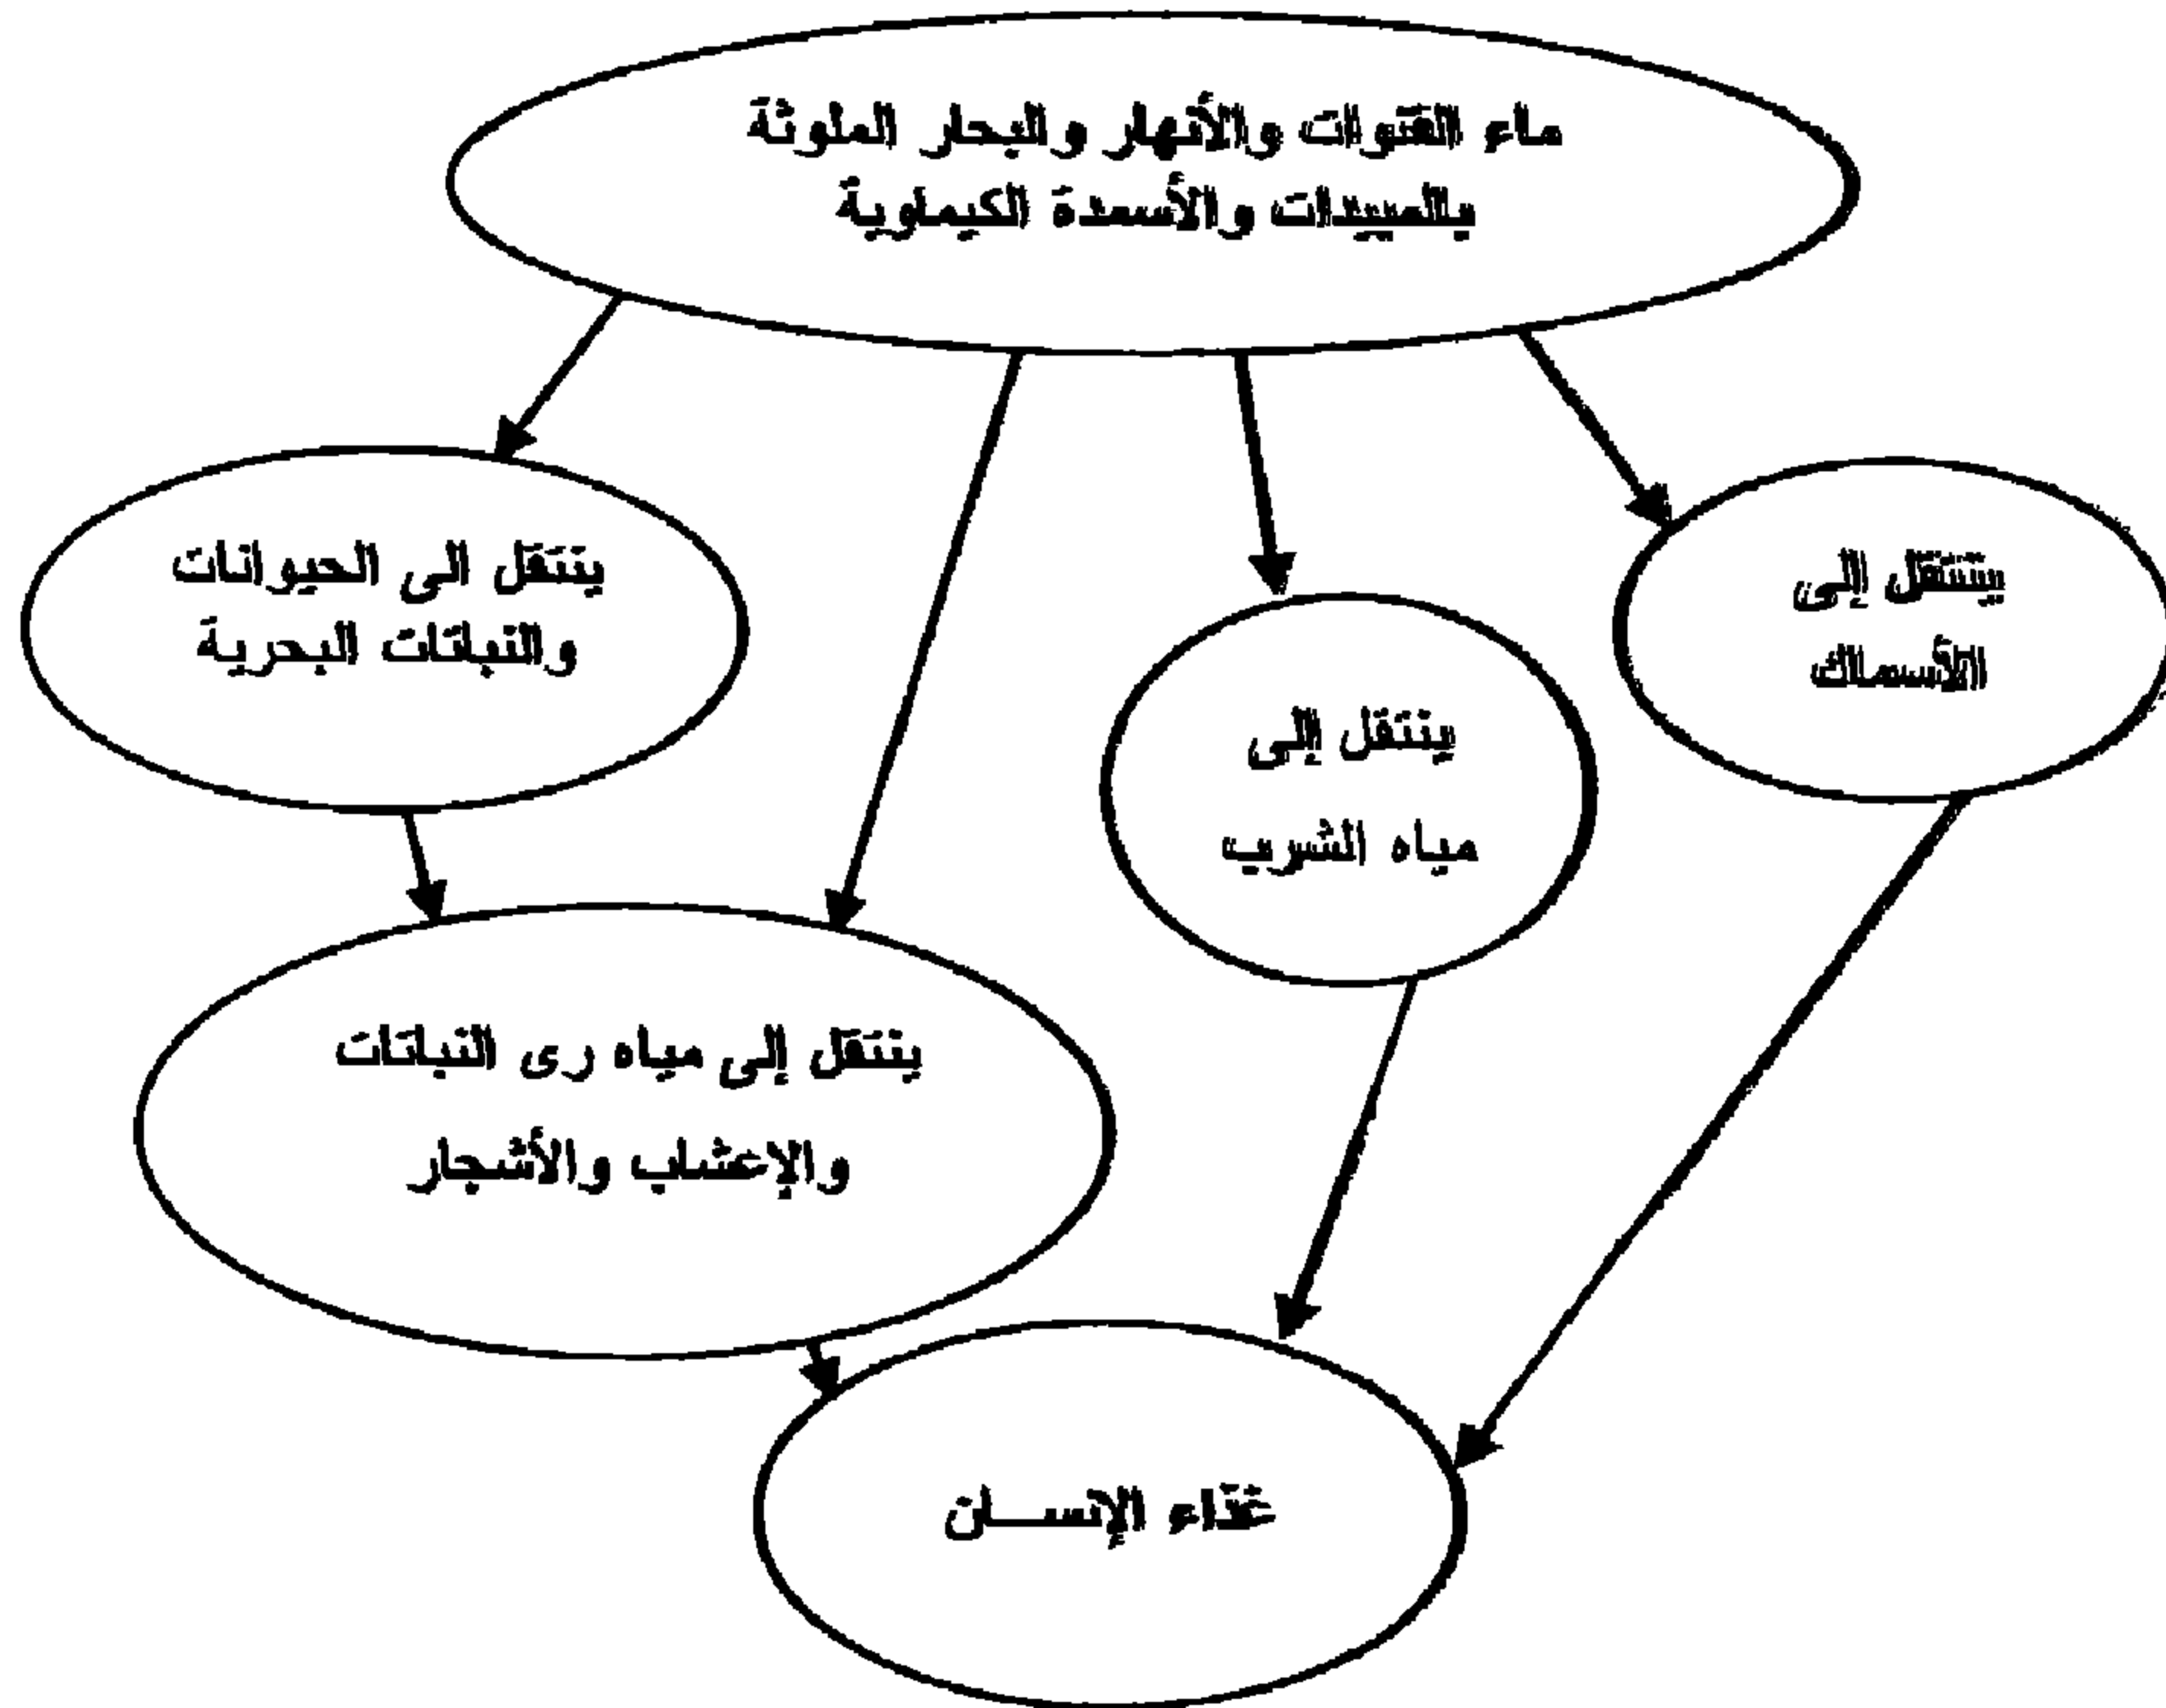 ماء القنوات والأنهار والبحار الملوثة
بالمبيدات والأسمدة الكيماوية
ينتقل إلى
الأسماك
ينتقل الى الحيوانات
والنباتات البحرية
ينتقل إلى
مياه الشرب
ينتقل إلى مياه رى النباتات
والإعشاب والأشجار
غذاء الإنســان